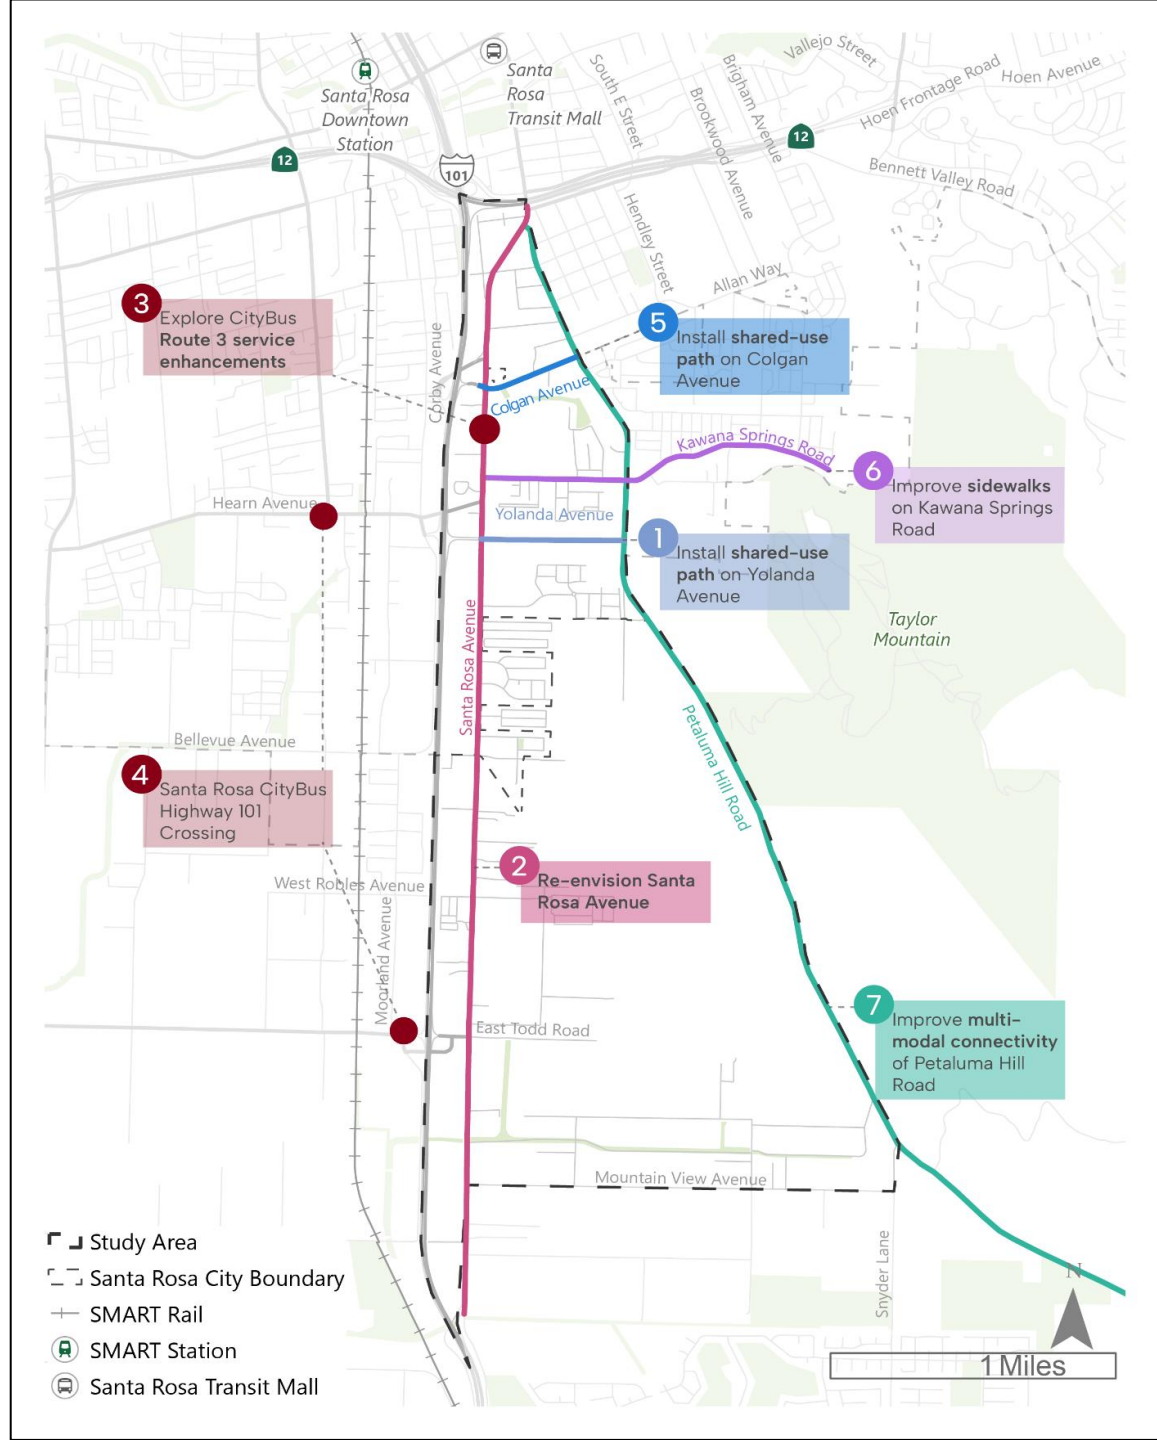 Santa Rosa
Downtown
Station
Santa
Rosa
Transit Mall
South E Street
Brookwood Avenue
Brigham Avenue
Vallejo Street
Hoen Frontage Road
Hoen Avenue
12
12
101
Bennett Valley Road
Hendley Street
Allan Way
3
Explore CityBus
Route 3 service
enhancements
Corby Avenue
5
Install shared-use
path on Colgan
Avenue
Colgan Avenue
Kawana Springs Road
6
Improve sidewalks
on Kawana Springs
Road
Hearn Avenue
Yolanda Avenue
1
Install shared-use
path on Yolanda
Avenue
Taylor
Mountain
Santa Rosa Avenue
Petaluma Hill Road
Bellevue Avenue
4
Santa Rosa CityBus
Highway 101
Crossing
2
Re-envision Santa
Rosa Avenue
West Robles Avenue
Moorland Avenue
East Todd Road
7
Improve multi-
modal connectivity
of Petaluma Hill
Road
Mountain View Avenue
Snyder Lane
Study Area
Santa Rosa City Boundary
SMART Rail
SMART Station
Santa Rosa Transit Mall
N
1 Miles